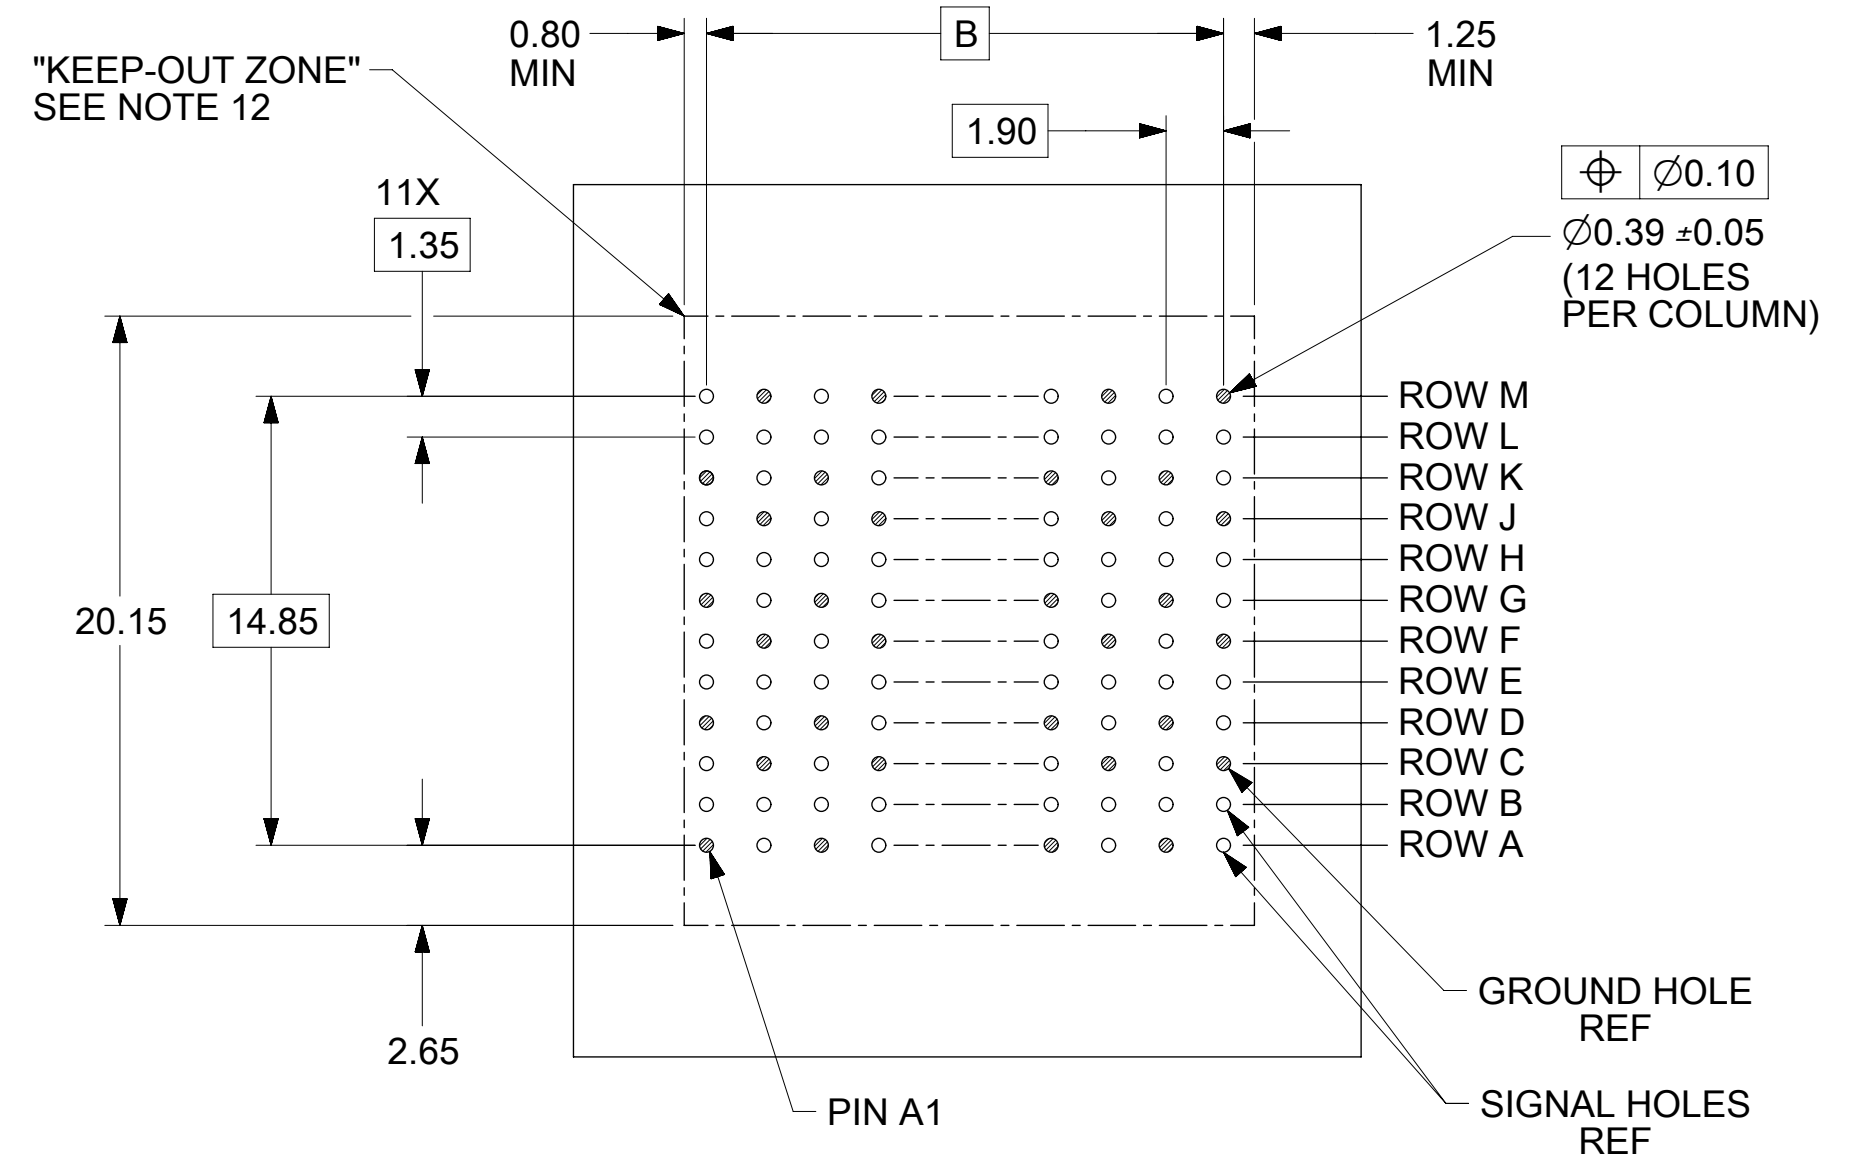 0.80
MIN
B
1.25
MIN
"KEEP-OUT ZONE"
SEE NOTE 12
1.90
⌖ ∅0.10
11X
1.35
∅0.39 ±0.05
(12 HOLES
PER COLUMN)
ROW M
ROW L
ROW K
ROW J
ROW H
ROW G
20.15
14.85
ROW F
ROW E
ROW D
ROW C
ROW B
ROW A
GROUND HOLE
REF
2.65
PIN A1
SIGNAL HOLES
REF